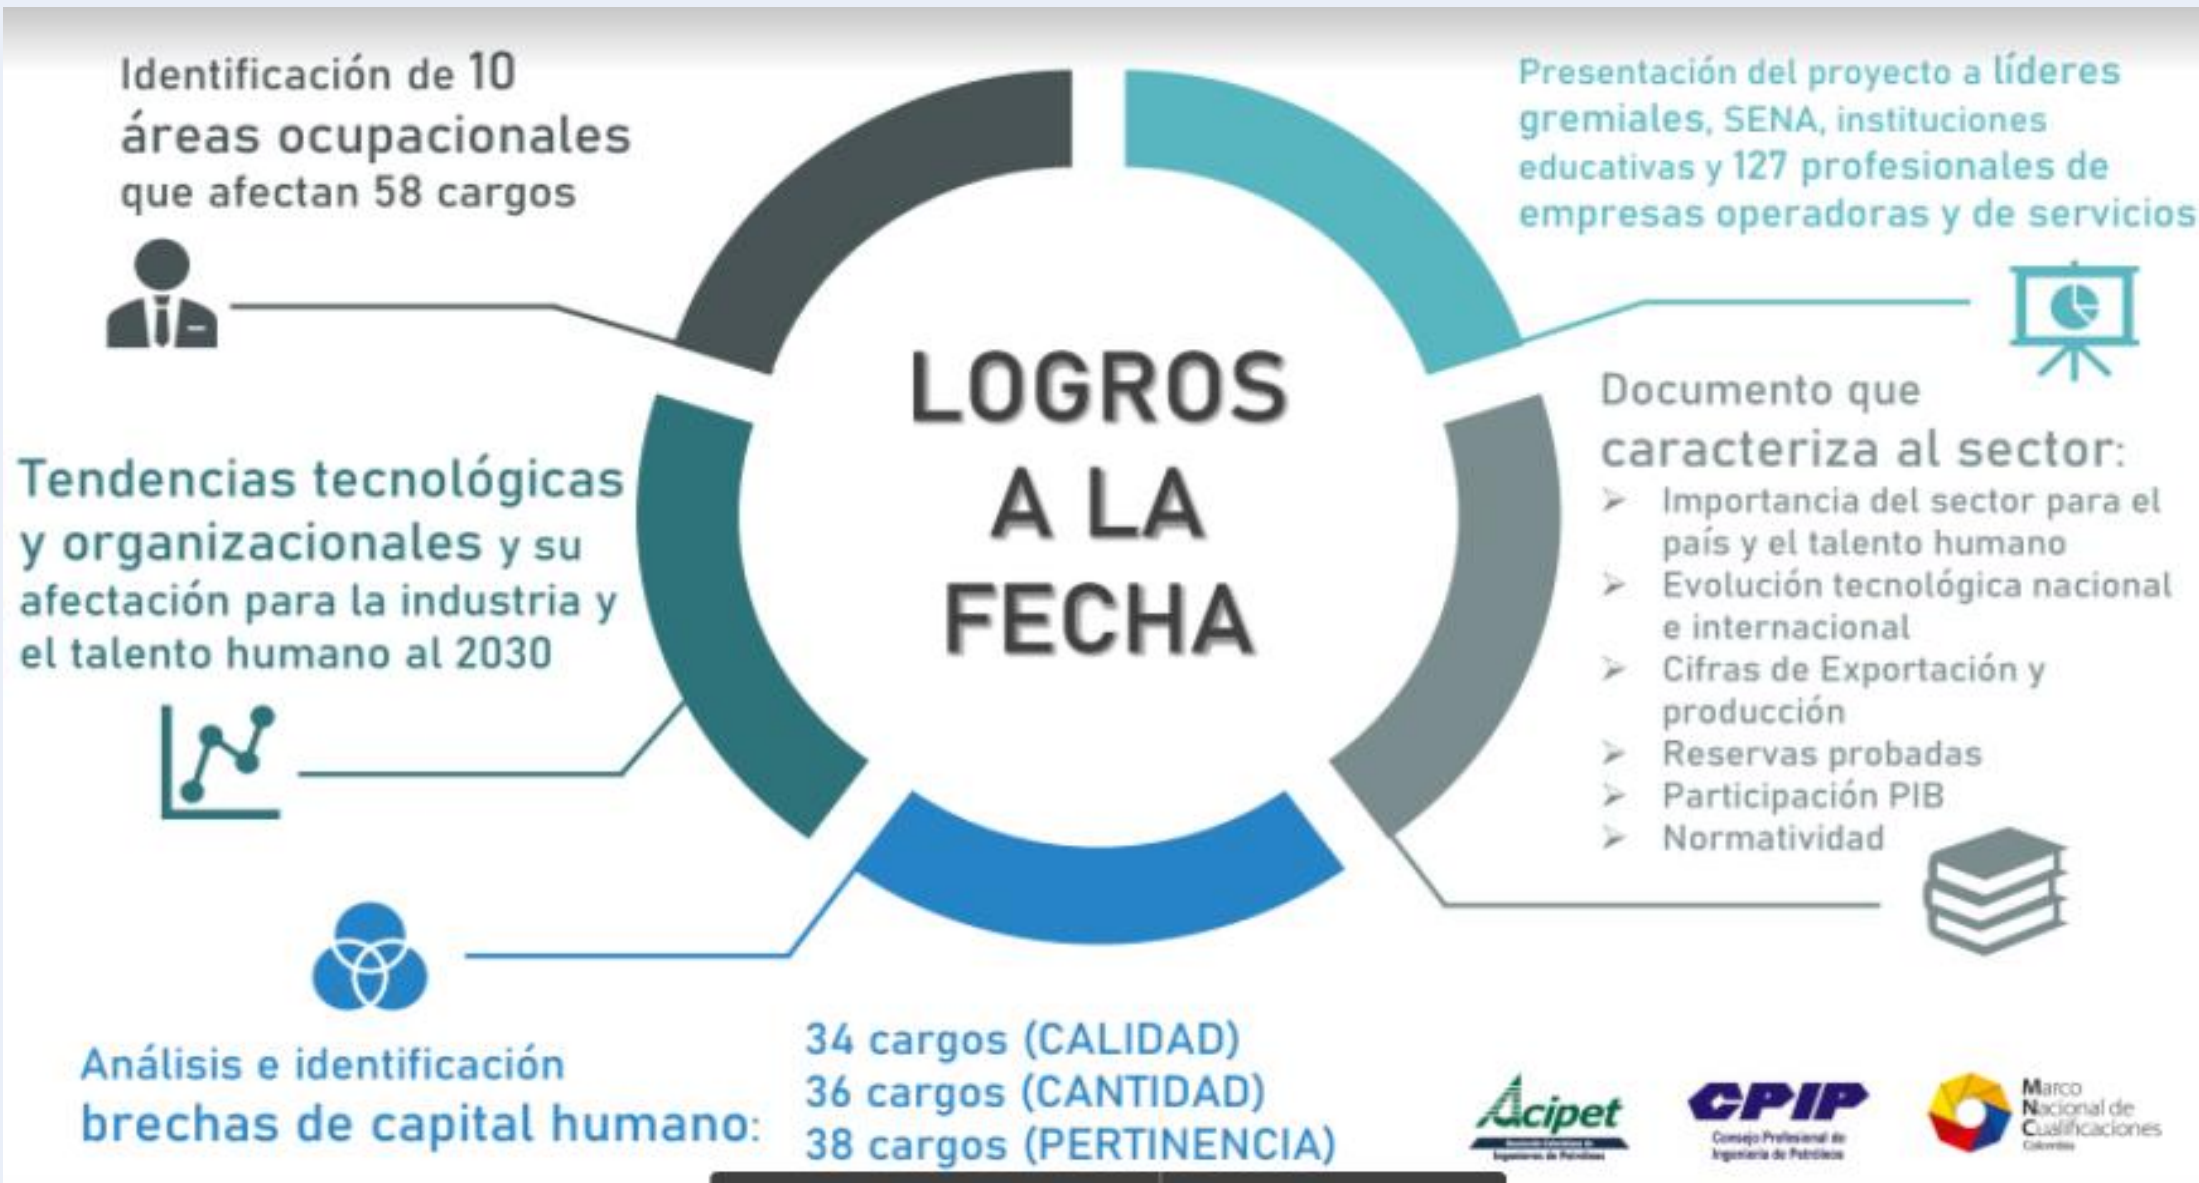 Identificación de 10
áreas ocupacionales
que afectan 58 cargos
Presentación del proyecto a líderes
gremiales, SENA, instituciones
educativas y 127 profesionales de
empresas operadoras y de servicios
LOGROS
A LA
FECHA
Tendencias tecnológicas
y organizacionales y su
afectación para la industria y
el talento humano al 2030
Documento que
caracteriza al sector:
➢ Importancia del sector para el
país y el talento humano
➢ Evolución tecnológica nacional
e internacional
➢ Cifras de Exportación y
producción
➢ Reservas probadas
➢ Participación PIB
➢ Normatividad
Análisis e identificación
brechas de capital humano:
34 cargos (CALIDAD)
36 cargos (CANTIDAD)
38 cargos (PERTINENCIA)
Acipet
Ingenieros de Petróleos
CPIP
Consejo Profesional de
Ingeniería de Petróleos
Marco
Nacional de
Cualificaciones
Colombia